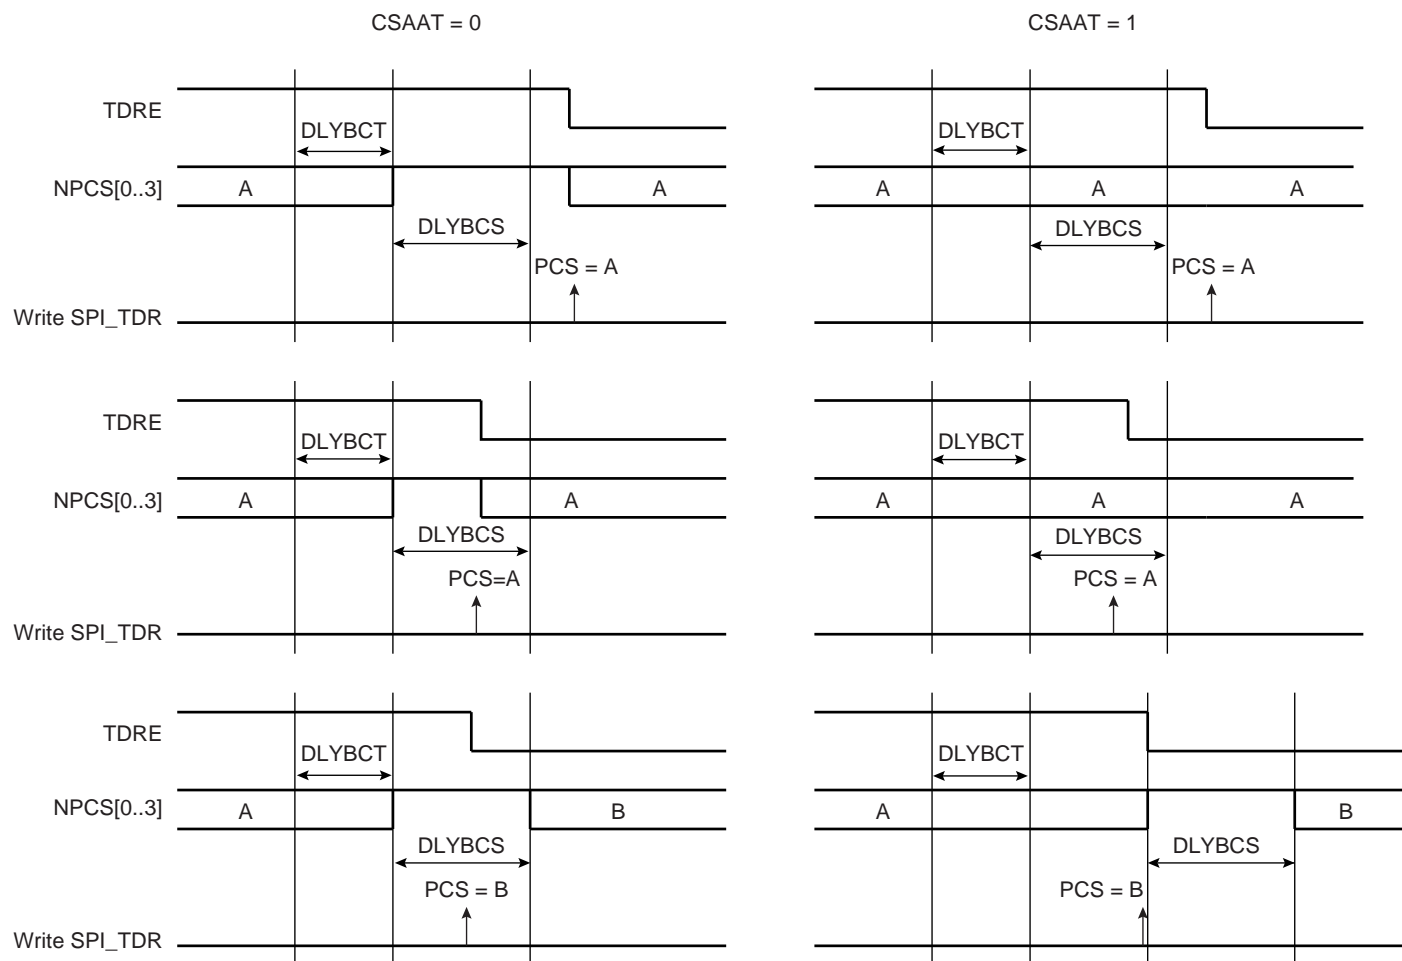 CSAAT = 0 CSAAT = 1
TDRE
DLYBCT DLYBCT
NPCS[0..3] A A A A A
DLYBCS DLYBCS
PCS = A PCS = A
Write SPI_TDR
TDRE
DLYBCT DLYBCT
NPCS[0..3] A A A A A
DLYBCS DLYBCS
PCS=A PCS = A
Write SPI_TDR
TDRE
DLYBCT DLYBCT
NPCS[0..3] A B A B
DLYBCS DLYBCS
PCS = B PCS = B
Write SPI_TDR